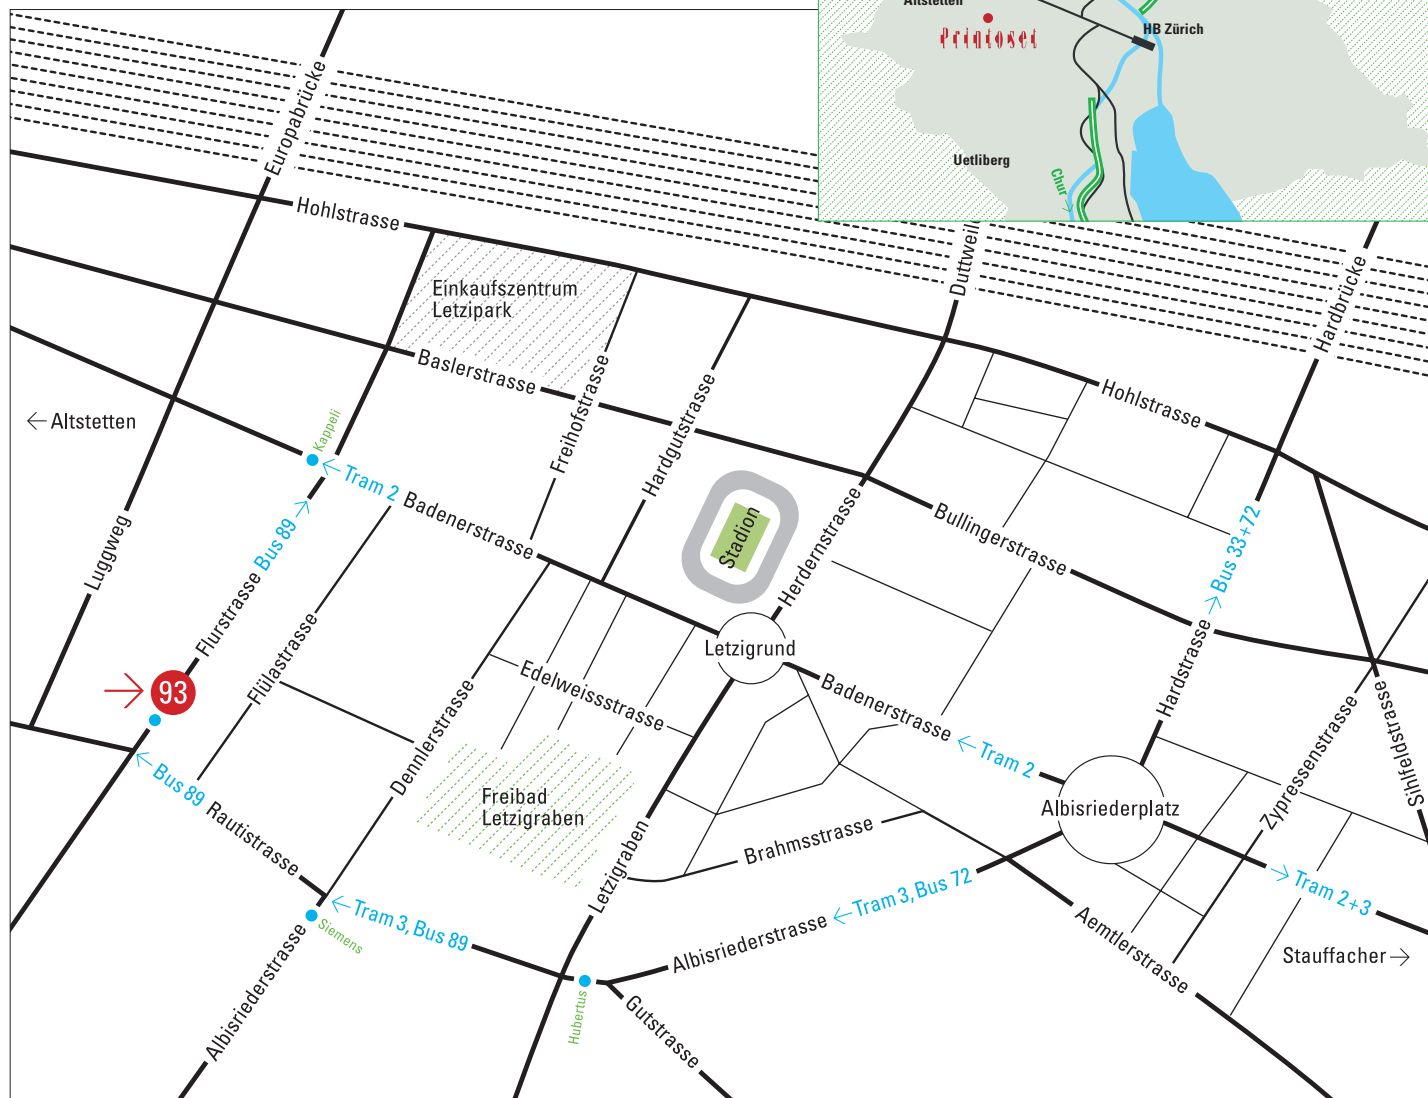 Altstetten
HB Zürich
Uetliberg
Chur
Europabrücke
Hohlstrasse
Einkaufszentrum
Letzipark
Baslerstrasse
Freihofstrasse
Hardgutstrasse
Hardbrücke
Hohlstrasse
← Altstetten
Kappeli
← Tram 2
Badenerstrasse
Stadion
Herdernstrasse
Bullingerstrasse
Bus 33+72 →
Luggweg
Bus 89 →
Flurstrasse
Flülastrasse
Letzigrund
Edelweissstrasse
Dennlerstrasse
Badenerstrasse
← Tram 2
Hardstrasse
Zypressenstrasse
Sihlfeldstrasse
→ 93
← Bus 89
Rautistrasse
Freibad
Letzigraben
Letzigraben
Albisriederplatz
Brahmsstrasse
← Tram 3, Bus 72
→ Tram 2+3
← Tram 3, Bus 89
Siemens
Albisriederstrasse
Albisriederstrasse
Aemtlerstrasse
Stauffacher →
Hubertus
Gutstrasse